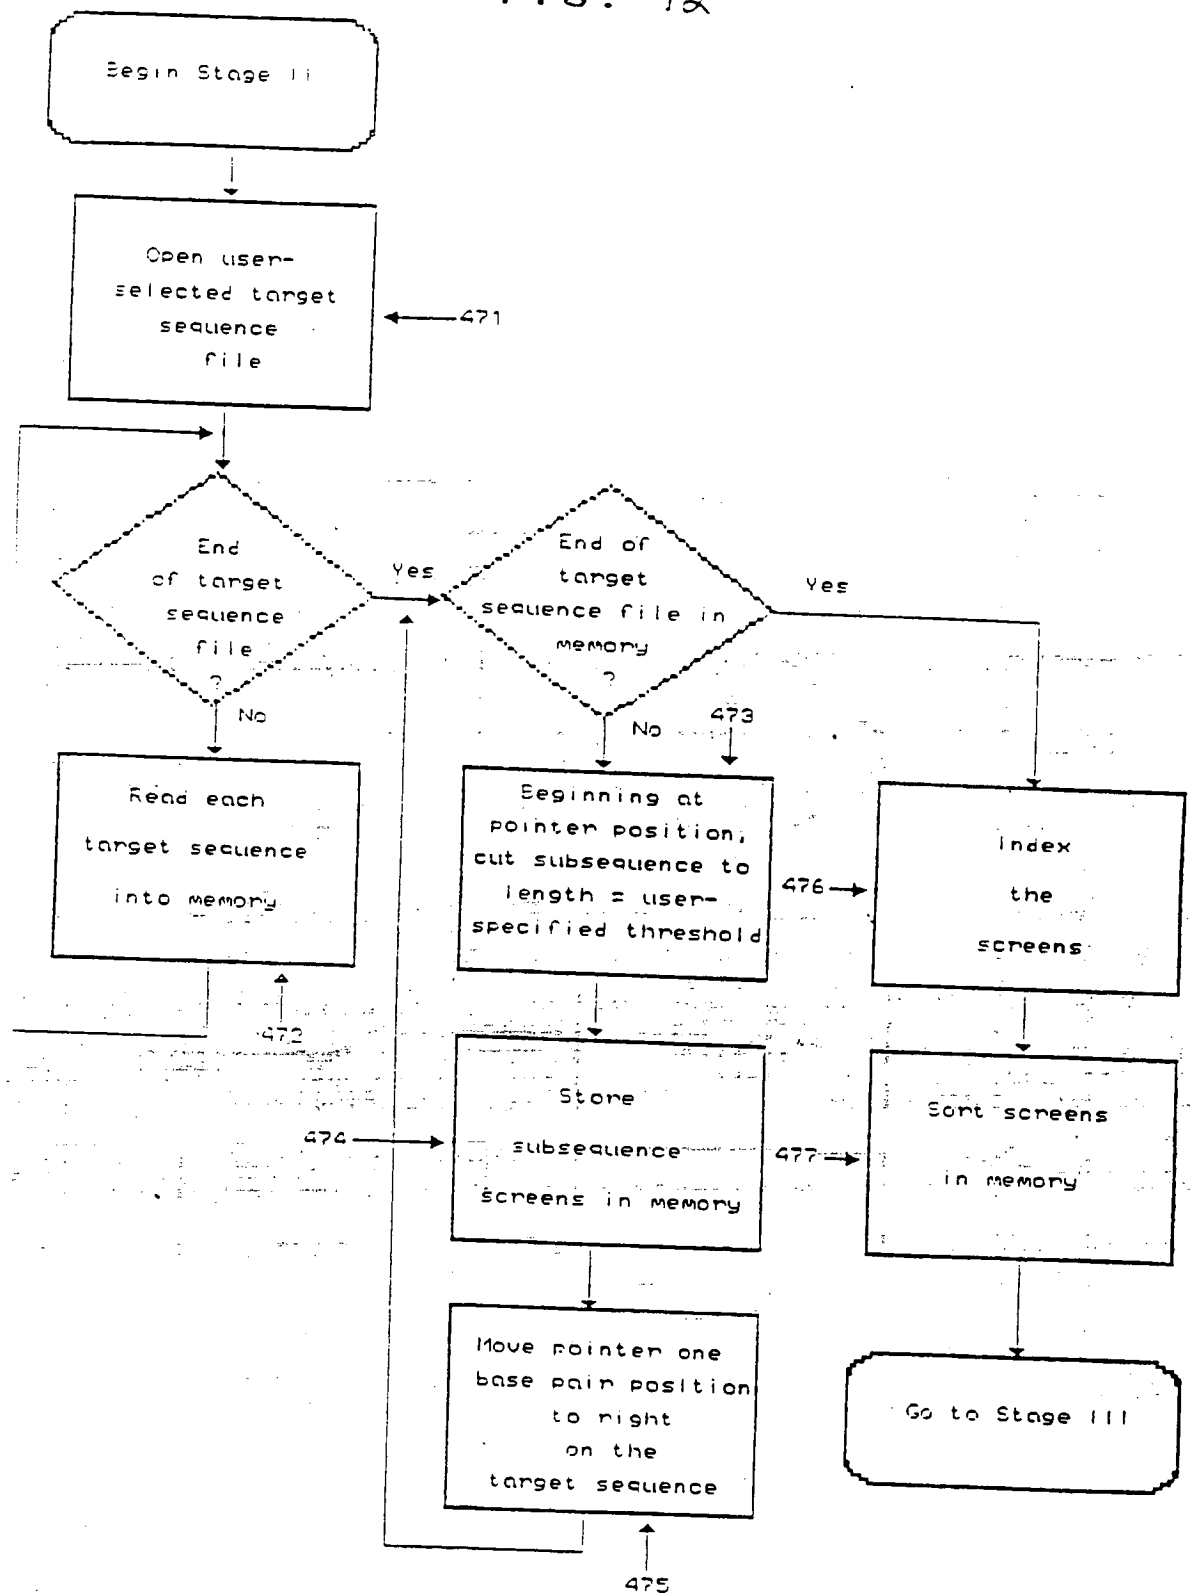 FIG. 12
Begin Stage II
Open user-
selected target
sequence
file
471
End
of target
sequence
file
?
Yes
No
End of
target
sequence file in
memory
?
Yes
No
473
Read each
target sequence
into memory
472
Beginning at
pointer position,
cut subsequence to
length = user-
specified threshold
476
Index
the
screens
474
Store
subsequence
screens in memory
477
Sort screens
in memory
Move pointer one
base pair position
to right
on the
target sequence
475
Go to Stage III